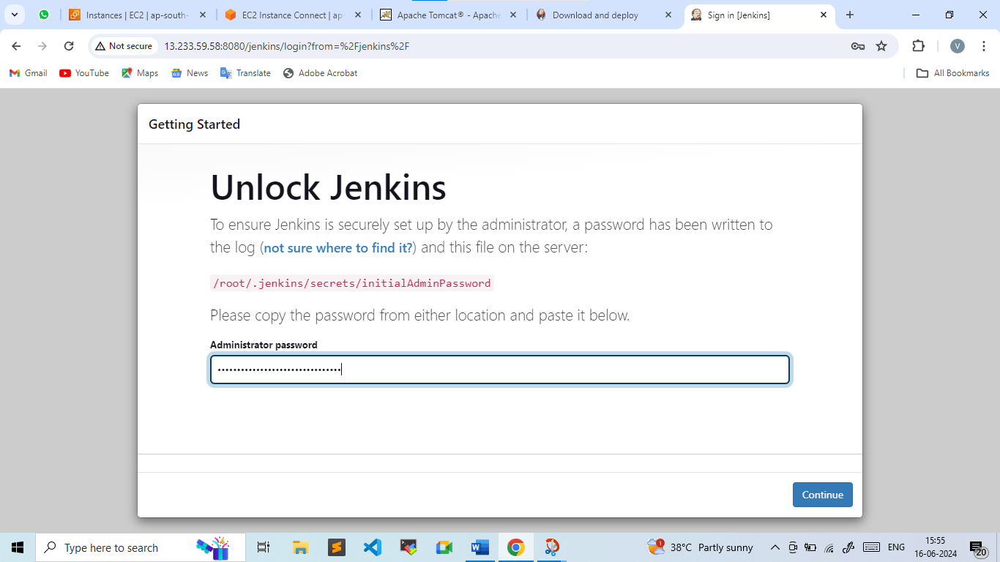 Instances | EC2 | ap-south-
EC2 Instance Connect | ap-
Apache Tomcat® - Apache
Download and deploy
Sign in [Jenkins]
Not secure
13.233.59.58:8080/jenkins/login?from=%2Fjenkins%2F
V
Gmail
YouTube
Maps
News
Translate
Adobe Acrobat
All Bookmarks
Getting Started
Unlock Jenkins
To ensure Jenkins is securely set up by the administrator, a password has been written to
the log (not sure where to find it?) and this file on the server:
/root/.jenkins/secrets/initialAdminPassword
Please copy the password from either location and paste it below.
Administrator password
••••••••••••••••••••••••••••••••
Continue
Type here to search
1
38°C Partly sunny
ENG
15:55
16-06-2024
20